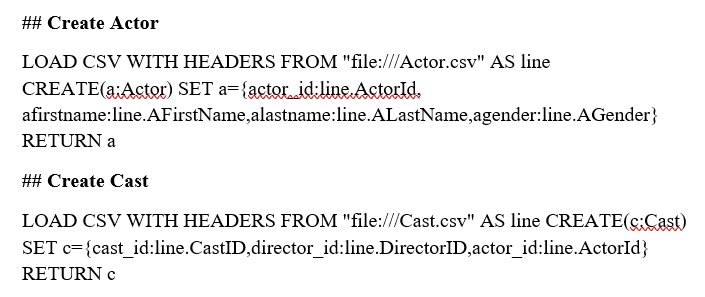 ## Create Actor
LOAD CSV WITH HEADERS FROM "file:///Actor.csv" AS line
CREATE(a:Actor) SET a={actor_id:line.ActorId,
afirstname:line.AFirstName,alastname:line.ALastName,agender:line.AGender}
RETURN a
## Create Cast
LOAD CSV WITH HEADERS FROM "file:///Cast.csv" AS line CREATE(c:Cast)
SET c={cast_id:line.CastID,director_id:line.DirectorID,actor_id:line.ActorId}
RETURN c